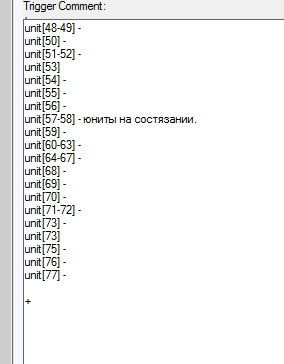 Trigger Comment:
unit[48-49] -
unit[50] -
unit[51-52] -
unit[53]
unit[54] -
unit[55] -
unit[56] -
unit[57-58] - юниты на состязании.
unit[59] -
unit[60-63] -
unit[64-67] -
unit[68] -
unit[69] -
unit[70] -
unit[71-72] -
unit[73] -
unit[73]
unit[75] -
unit[76] -
unit[77] -
+